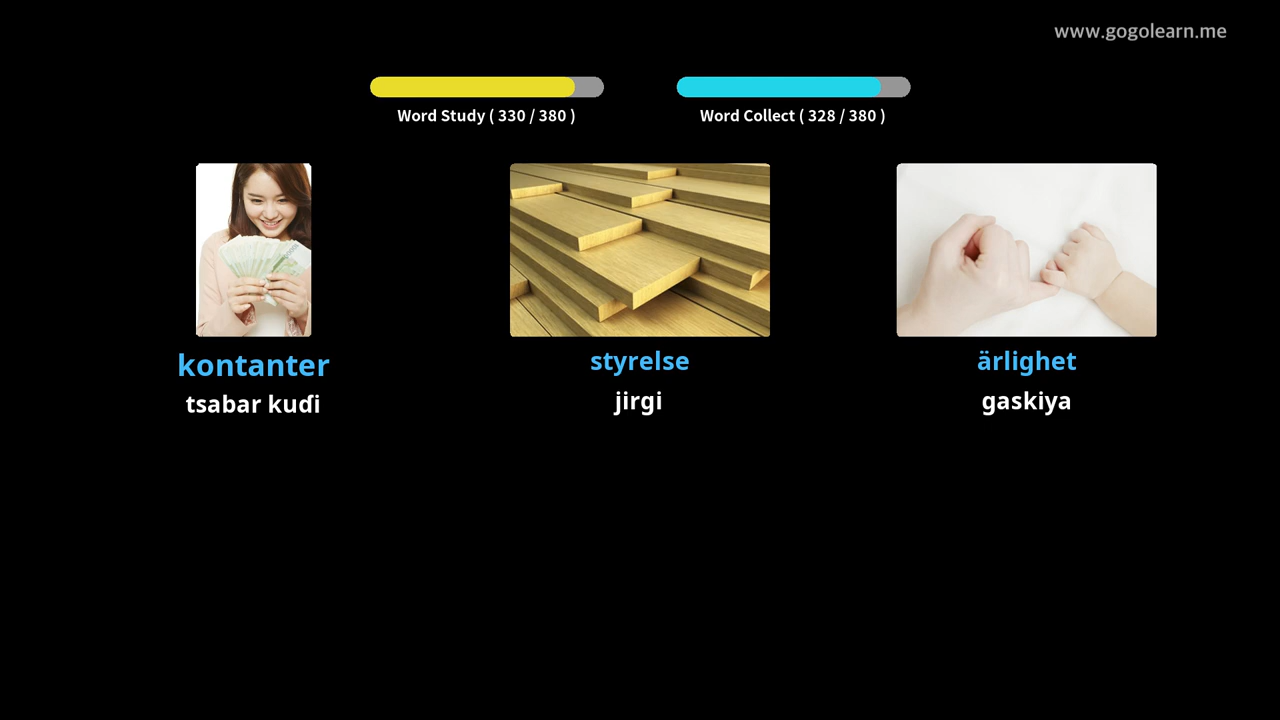 www.gogolearn.me
Word Study ( 330 / 380 )
Word Collect ( 328 / 380 )
kontanter
styrelse
ärlighet
tsabar kuɗi
jirgi
gaskiya